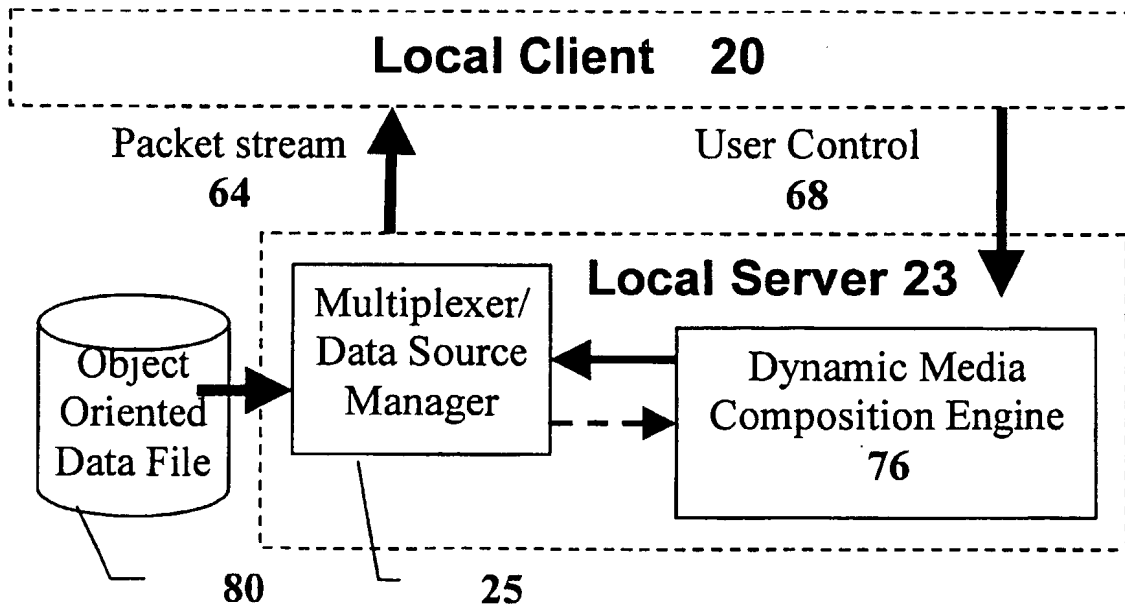 Local Client 20
Packet stream
64
User Control
68
Local Server 23
Multiplexer/
Data Source
Manager
Object
Oriented
Data File
Dynamic Media
Composition Engine
76
80
25